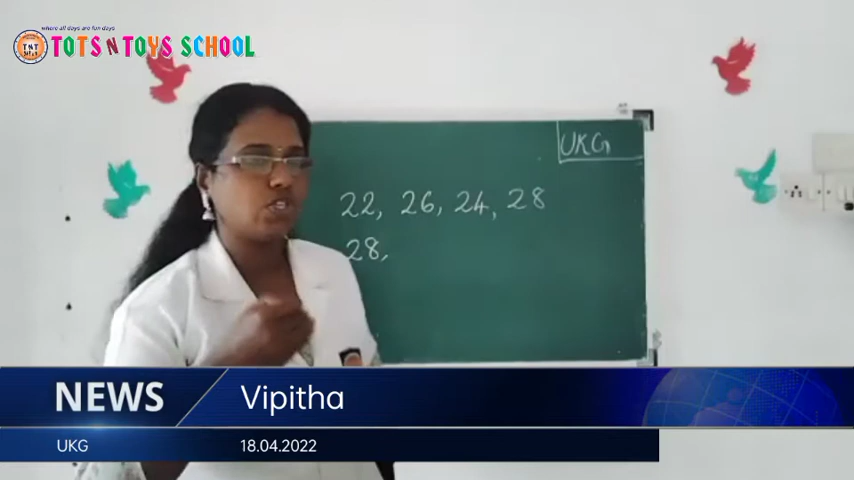 where all days are fun days
TNT
TOTS N TOYS SCHOOL
UKG
22, 26, 24, 28
28,
NEWS
Vipitha
UKG
18.04.2022